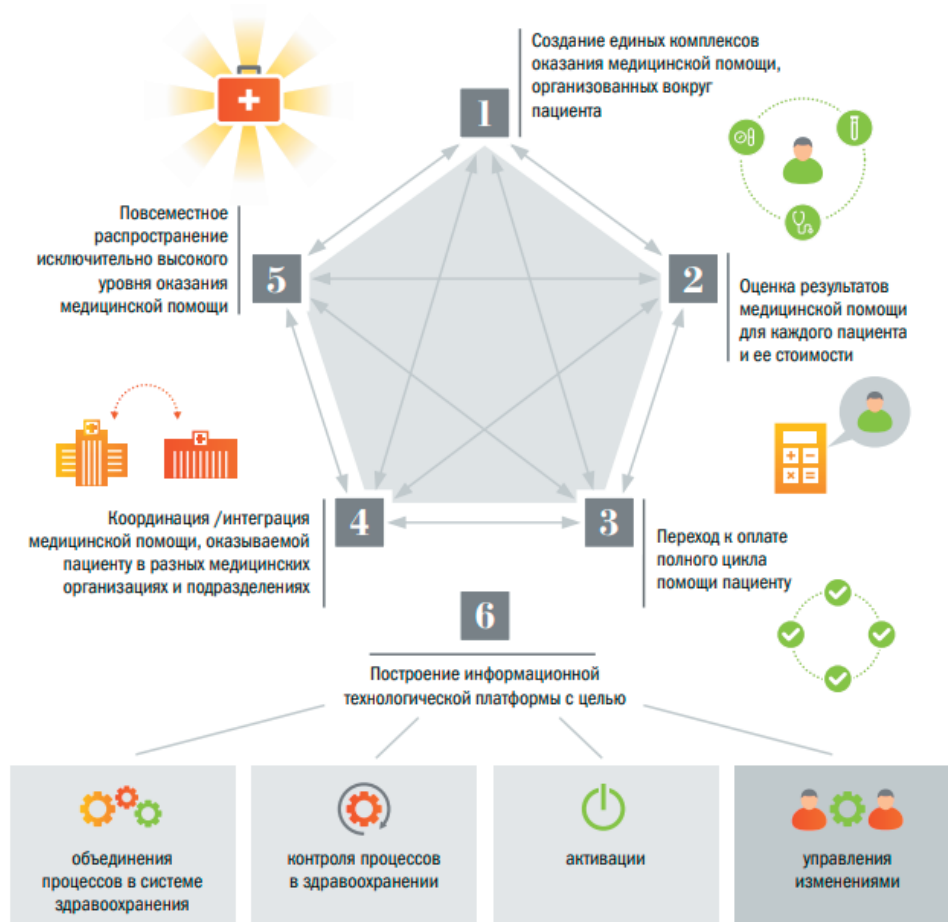 1
Создание единых комплексов
оказания медицинской помощи,
организованных вокруг
пациента
2
Оценка результатов
медицинской помощи
для каждого пациента
и ее стоимости
3
Переход к оплате
полного цикла
помощи пациенту
4
Координация /интеграция
медицинской помощи, оказываемой
пациенту в разных медицинских
организациях и подразделениях
5
Повсеместное
распространение
исключительно высокого
уровня оказания
медицинской помощи
6
Построение информационной
технологической платформы с целью
объединения
процессов в системе
здравоохранения
контроля процессов
в здравоохранении
активации
управления
изменениями